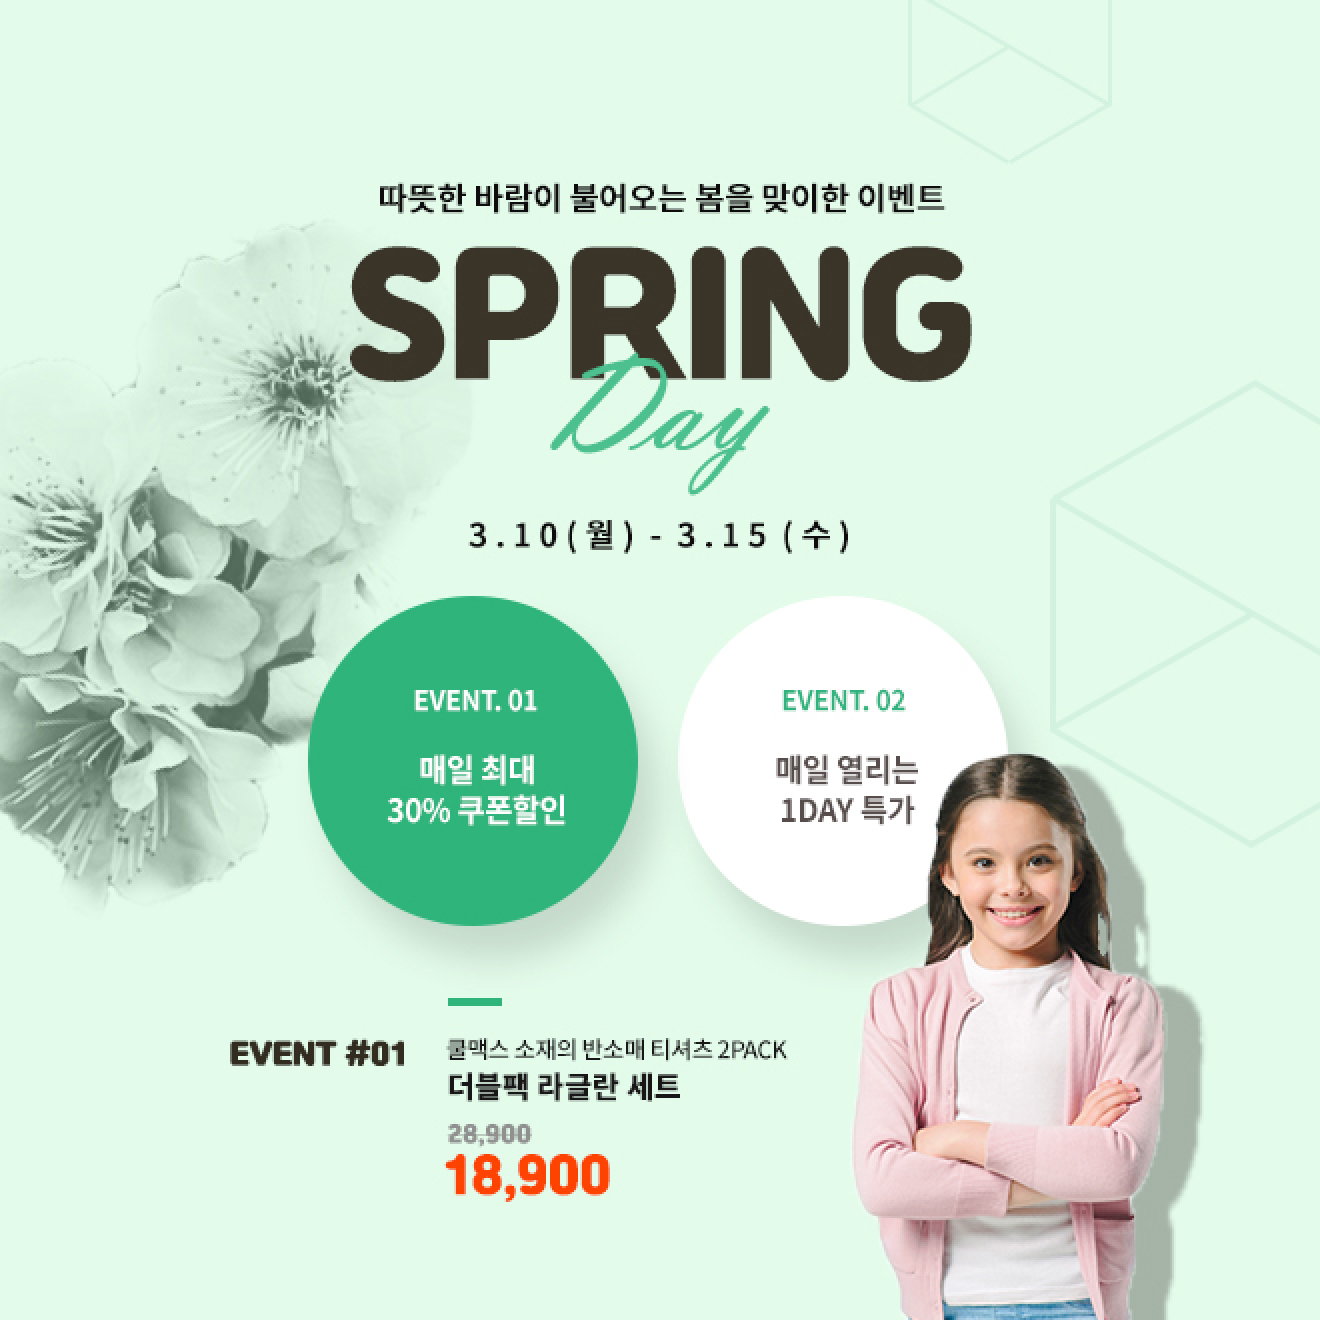 따뜻한 바람이 불어오는 봄을 맞이한 이벤트
SPRING
Day
3.10(월) - 3.15 (수)
EVENT. 01
매일 최대
30% 쿠폰할인
EVENT. 02
매일 열리는
1DAY 특가
EVENT #01
쿨맥스 소재의 반소매 티셔츠 2PACK
더블팩 라글란 세트
28,900
18,900